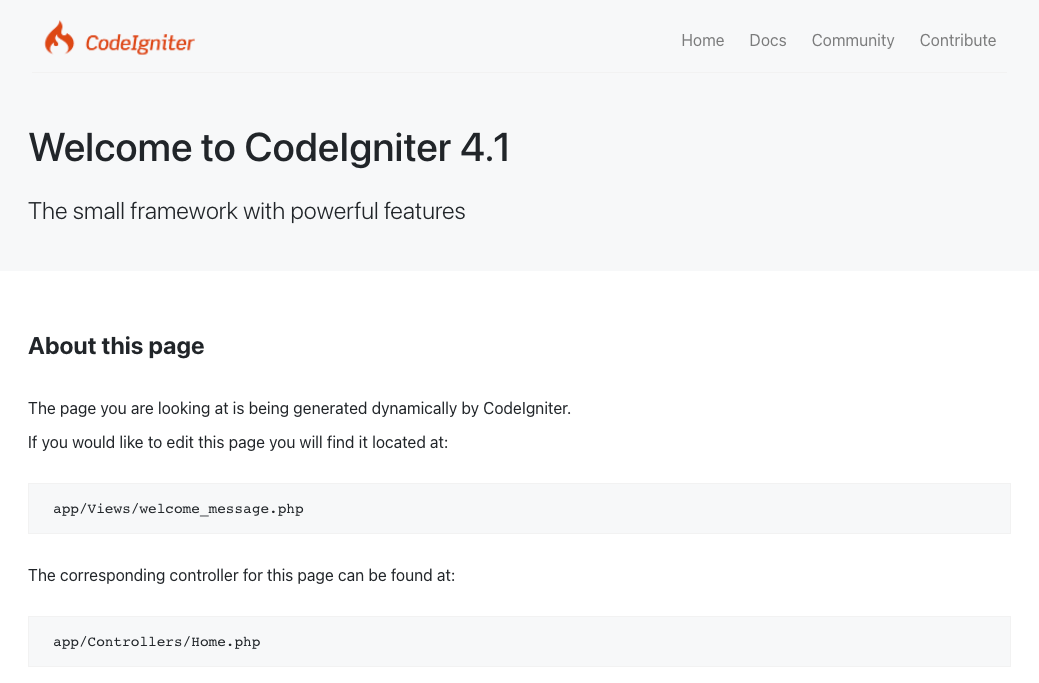 CodeIgniter
Home Docs Community Contribute
Welcome to CodeIgniter 4.1
The small framework with powerful features
About this page
The page you are looking at is being generated dynamically by CodeIgniter.
If you would like to edit this page you will find it located at:
app/Views/welcome_message.php
The corresponding controller for this page can be found at:
app/Controllers/Home.php